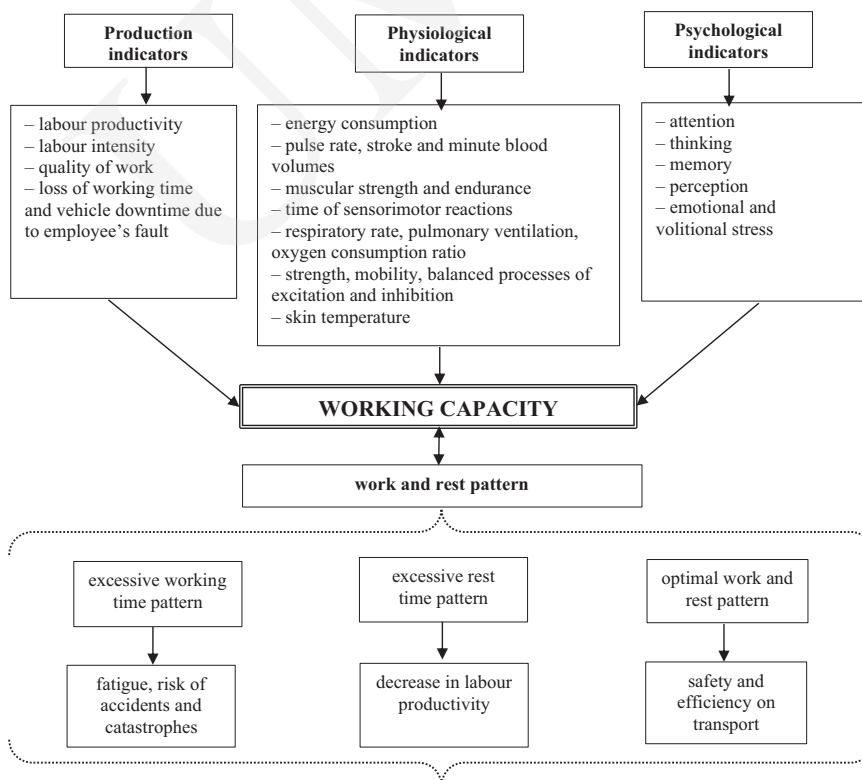 Production
indicators
Physiological
indicators
Psychological
indicators
– labour productivity
– labour intensity
– quality of work
– loss of working time
and vehicle downtime due
to employee’s fault
– energy consumption
– pulse rate, stroke and minute blood
volumes
– muscular strength and endurance
– time of sensorimotor reactions
– respiratory rate, pulmonary ventilation,
oxygen consumption ratio
– strength, mobility, balanced processes of
excitation and inhibition
– skin temperature
– attention
– thinking
– memory
– perception
– emotional and
volitional stress
WORKING CAPACITY
work and rest pattern
excessive working
time pattern
excessive rest
time pattern
optimal work and
rest pattern
fatigue, risk of
accidents and
catastrophes
decrease in labour
productivity
safety and
efficiency on
transport